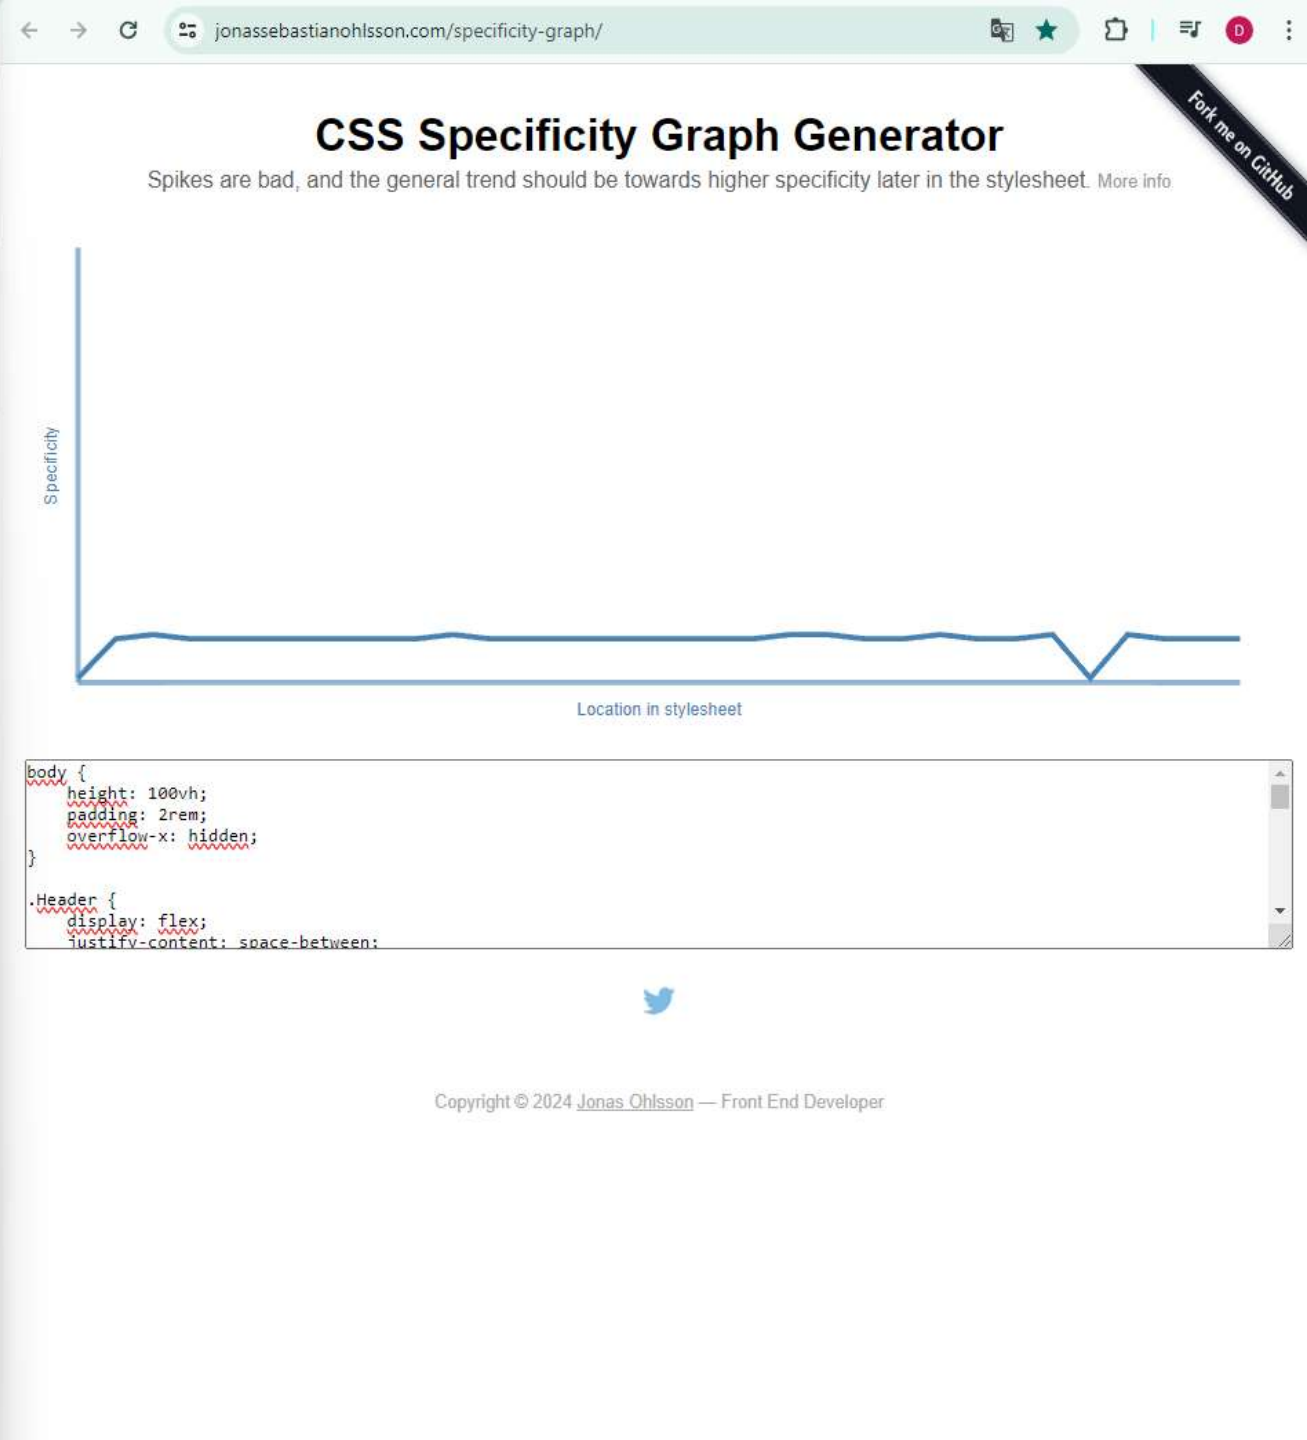 jonassebastianohlsson.com/specificity-graph/
D
Fork me on GitHub
CSS Specificity Graph Generator
Spikes are bad, and the general trend should be towards higher specificity later in the stylesheet. More info
Specificity
Location in stylesheet
body {
    height: 100vh;
    padding: 2rem;
    overflow-x: hidden;
}
.Header {
    display: flex;
    justify-content: space-between;
Copyright © 2024 Jonas Ohlsson — Front End Developer